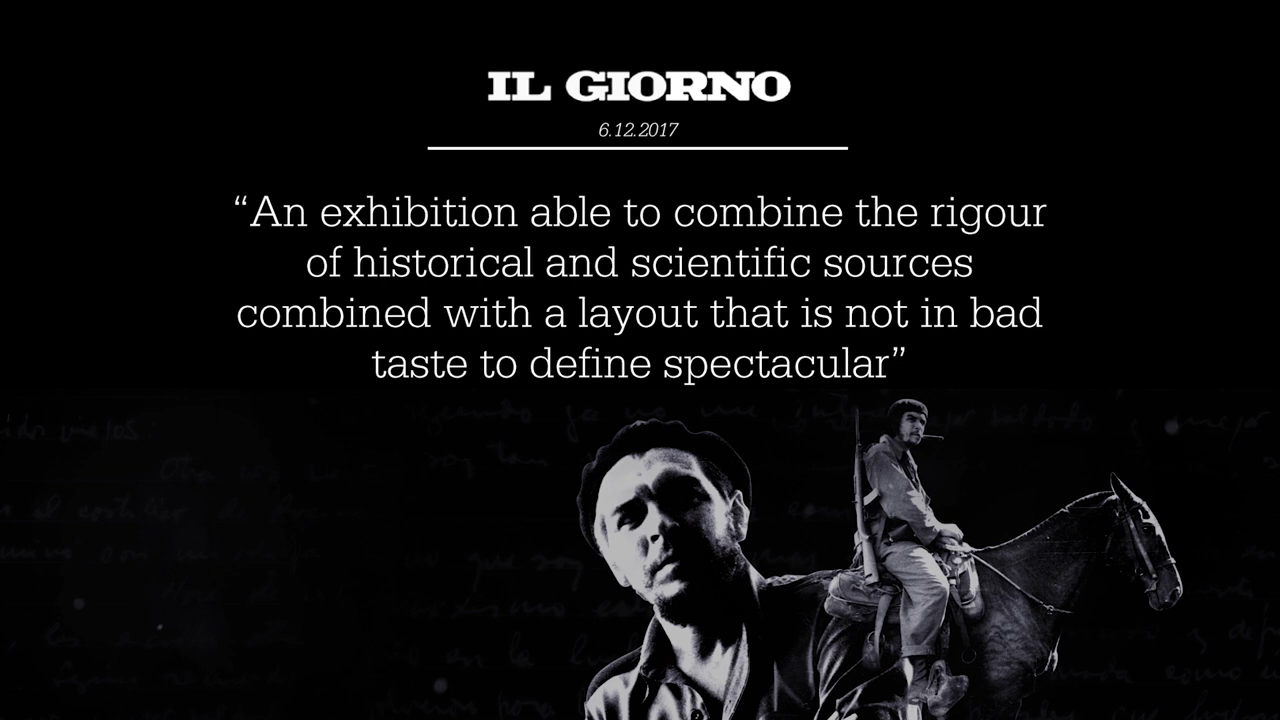 IL GIORNO
6.12.2017
“An exhibition able to combine the rigour
of historical and scientific sources
combined with a layout that is not in bad
taste to define spectacular”